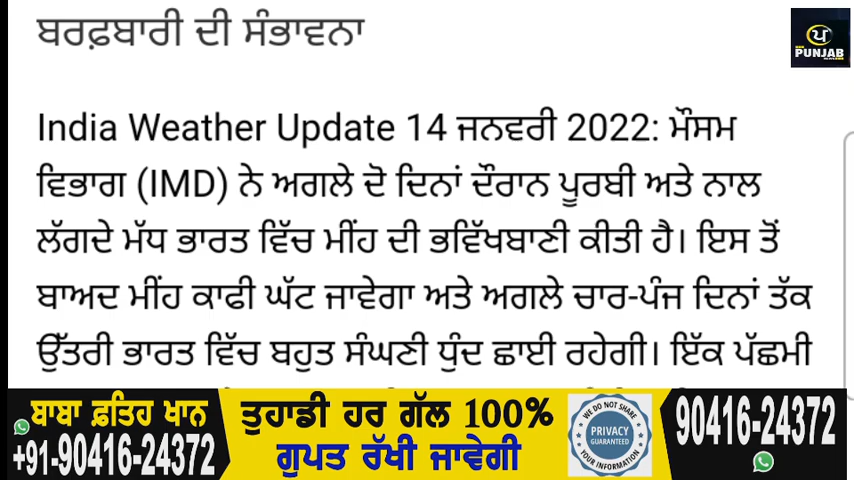 ਬਰਫ਼ਬਾਰੀ ਦੀ ਸੰਭਾਵਨਾ
ਪ
PUNJAB
India Weather Update 14 ਜਨਵਰੀ 2022: ਮੌਸਮ
ਵਿਭਾਗ (IMD) ਨੇ ਅਗਲੇ ਦੋ ਦਿਨਾਂ ਦੌਰਾਨ ਪੂਰਬੀ ਅਤੇ ਨਾਲ
ਲੱਗਦੇ ਮੱਧ ਭਾਰਤ ਵਿੱਚ ਮੀਂਹ ਦੀ ਭਵਿੱਖਬਾਣੀ ਕੀਤੀ ਹੈ। ਇਸ ਤੋਂ
ਬਾਅਦ ਮੀਂਹ ਕਾਫੀ ਘੱਟ ਜਾਵੇਗਾ ਅਤੇ ਅਗਲੇ ਚਾਰ-ਪੰਜ ਦਿਨਾਂ ਤੱਕ
ਉੱਤਰੀ ਭਾਰਤ ਵਿੱਚ ਬਹੁਤ ਸੰਘਣੀ ਧੁੰਦ ਛਾਈ ਰਹੇਗੀ। ਇੱਕ ਪੱਛਮੀ
ਬਾਬਾ ਫ਼ਤਿਹ ਖਾਨ
+91-90416-24372
ਤੁਹਾਡੀ ਹਰ ਗੱਲ 100%
ਗੁਪਤ ਰੱਖੀ ਜਾਵੇਗੀ
WE DO NOT SHARE
PRIVACY
GUARANTEED
YOUR INFORMATION
90416-24372